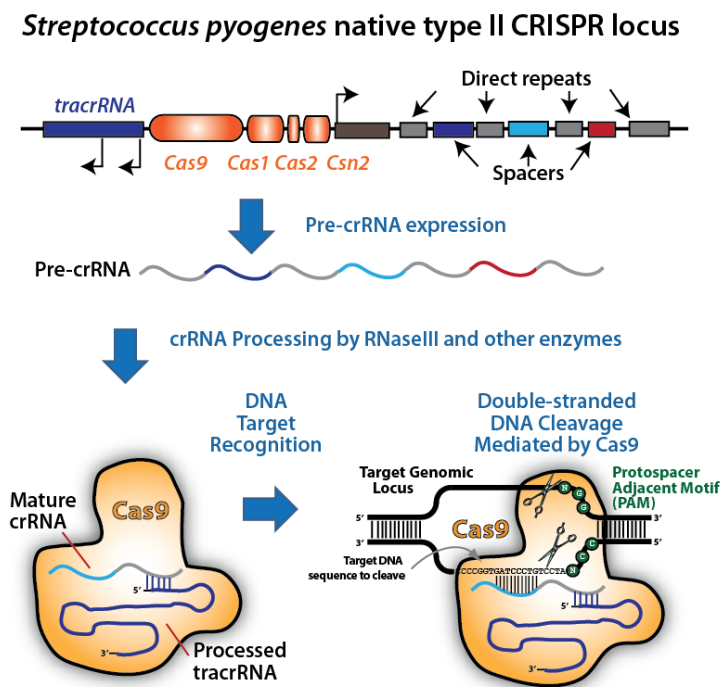 Streptococcus pyogenes native type II CRISPR locus
Direct repeats
tracrRNA
Cas9
Cas1
Cas2
Csn2
Spacers
Pre-crRNA expression
Pre-crRNA
crRNA Processing by RNaseIII and other enzymes
DNA
Target
Recognition
Double-stranded
DNA Cleavage
Mediated by Cas9
Mature
crRNA
Cas9
5'
3'
Processed
tracrRNA
Target Genomic
Locus
Protospacer
Adjacent Motif
(PAM)
N
G
G
5'
3'
Cas9
3'
5'
C
C
N
Target DNA
sequence to cleave
CCCGGTGATCCCTGTCCTA
5'
3'